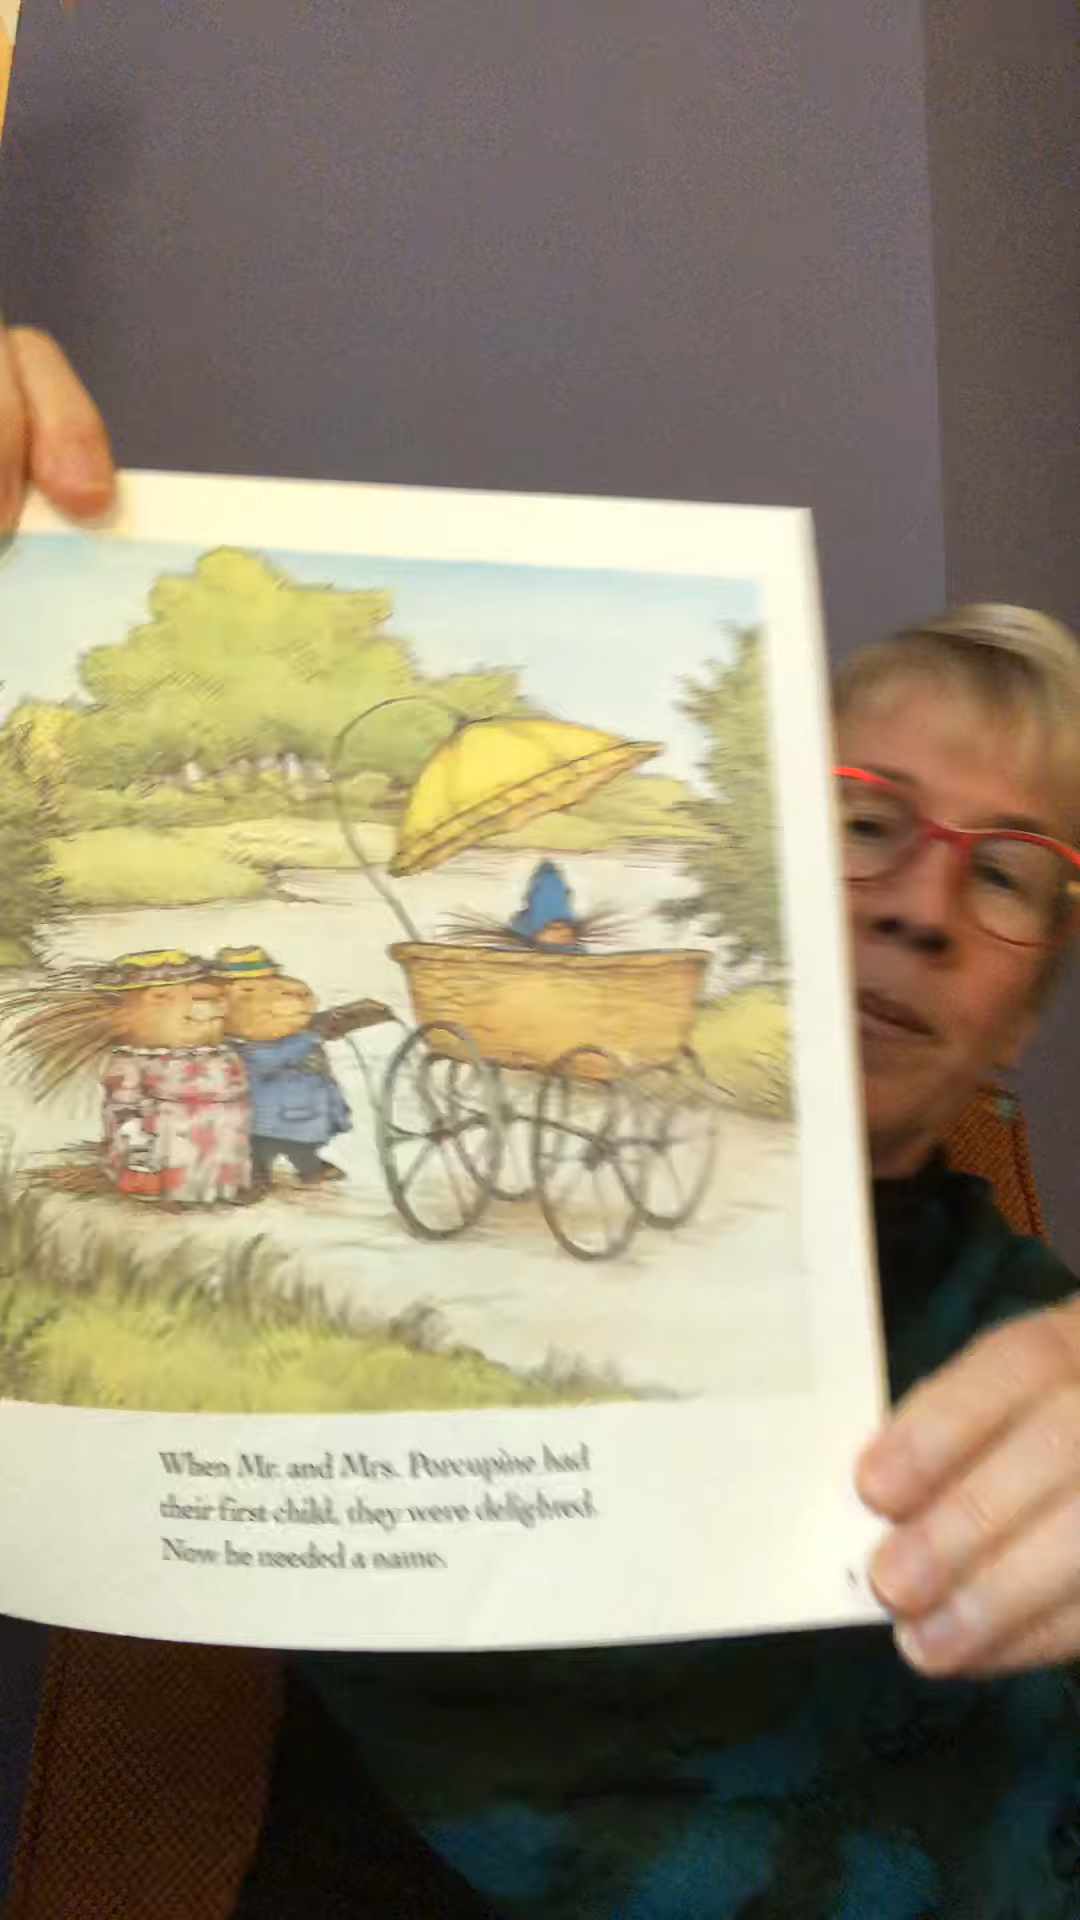 When Mr. and Mrs. Porcupine had
their first child, they were delighted.
Now he needed a name.